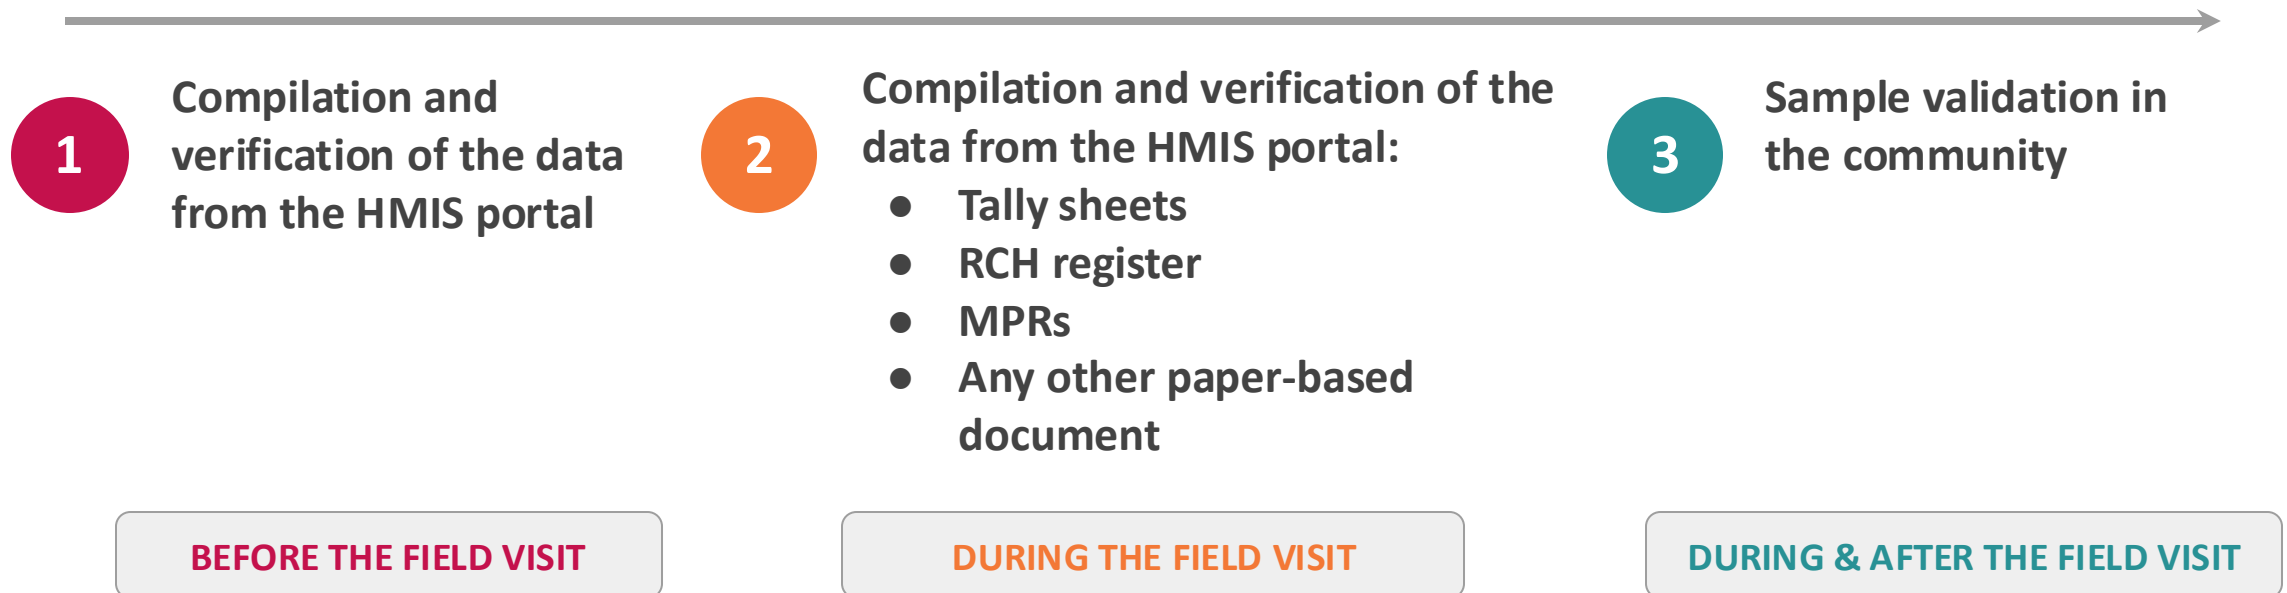 1
Compilation and
verification of the data
from the HMIS portal
BEFORE THE FIELD VISIT
2
Compilation and verification of the
data from the HMIS portal:
● Tally sheets
● RCH register
● MPRs
● Any other paper-based
document
DURING THE FIELD VISIT
3
Sample validation in
the community
DURING & AFTER THE FIELD VISIT